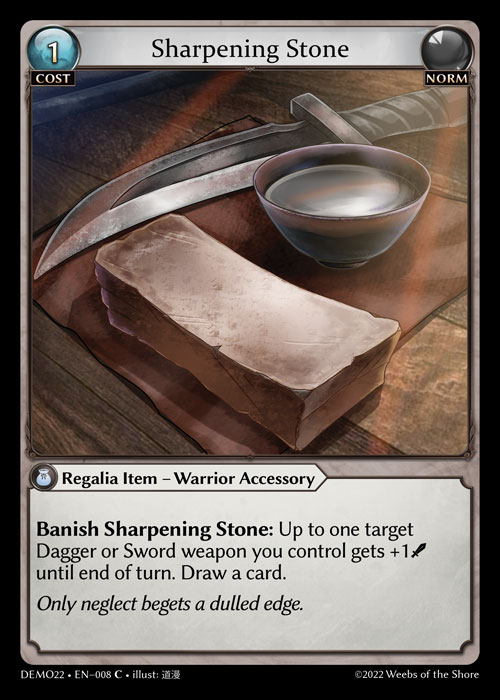 1
Sharpening Stone
COST
NORM
Regalia Item – Warrior Accessory
Banish Sharpening Stone: Up to one target
Dagger or Sword weapon you control gets +1
until end of turn. Draw a card.
Only neglect begets a dulled edge.
DEMO22 • EN–008 C • illust: 道漫
©2022 Weebs of the Shore